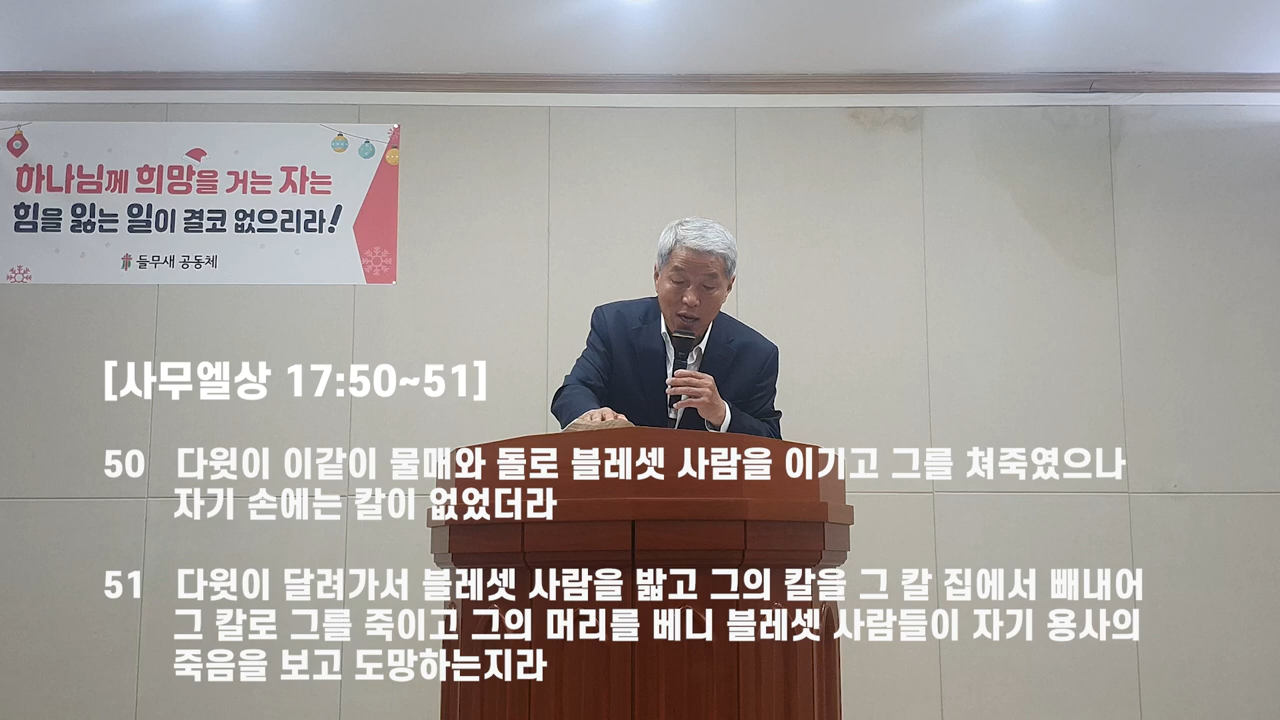 하나님께 희망을 거는 자는
힘을 잃는 일이 결코 없으리라!
들무새 공동체
[사무엘상 17:50~51]
50 다윗이 이같이 물매와 돌로 블레셋 사람을 이기고 그를 쳐죽였으나
자기 손에는 칼이 없었더라
51 다윗이 달려가서 블레셋 사람을 밟고 그의 칼을 그 칼 집에서 빼내어
그 칼로 그를 죽이고 그의 머리를 베니 블레셋 사람들이 자기 용사의
죽음을 보고 도망하는지라